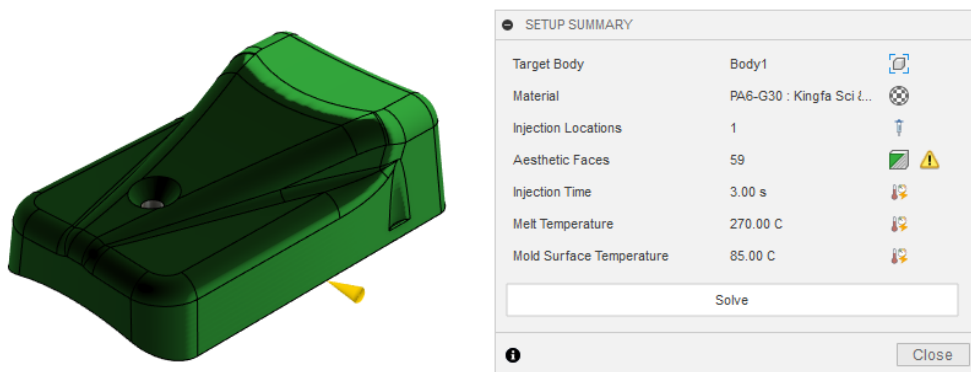 SETUP SUMMARY
Target Body Body1
Material PA6-G30 : Kingfa Sci &...
Injection Locations 1
Aesthetic Faces 59
Injection Time 3.00 s
Melt Temperature 270.00 C
Mold Surface Temperature 85.00 C
Solve
Close